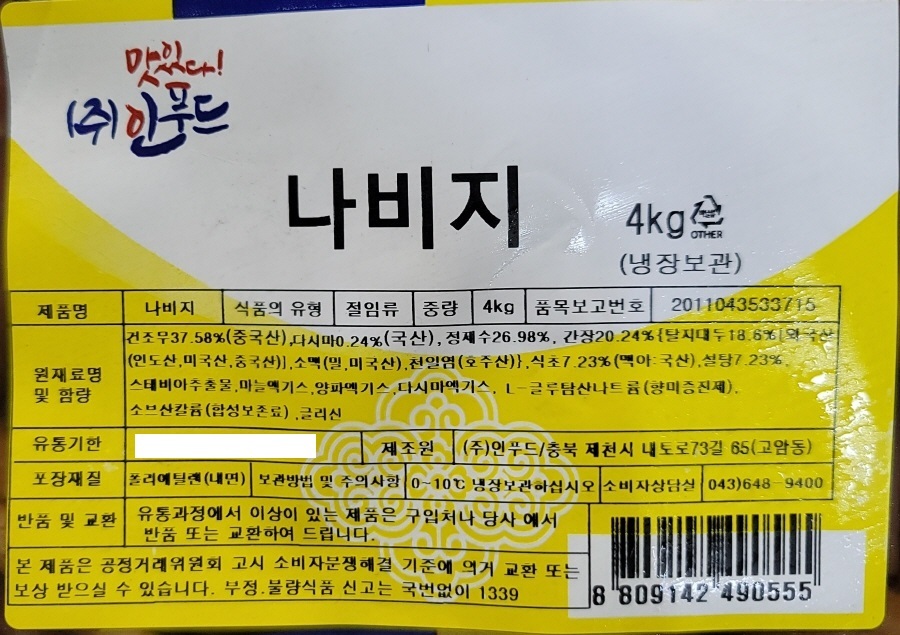 맛있다!
(주)인푸드
나비지
4kg
OTHER
(냉장보관)
제품명 나비지 식품의 유형 절임류 중량 4kg 품목보고번호 2011043533715
원재료명 및 함량
건조무37.58%(중국산),다시마0.24%(국산), 정제수26.98%, 간장20.24%{탈지대두18.6%[외국산
(인도산,미국산,중국산)],소맥(밀,미국산),천일염(호주산)},식초7.23%(맥아:국산),설탕7.23%,
스테비아추출물,마늘엑기스,양파엑기스,다시마엑기스, L-글루탐산나트륨(향미증진제),
소브산칼륨(합성보존료),글리신
유통기한 제조원 (주)인푸드/충북 제천시 내토로73길 65(고암동)
포장재질 폴리에틸렌(내면) 보관방법 및 주의사항 0~10℃ 냉장보관하십시오 소비자상담실 043)648-9400
반품 및 교환 유통과정에서 이상이 있는 제품은 구입처나 당사 에서
반품 또는 교환하여 드립니다.
본 제품은 공정거래위원회 고시 소비자분쟁해결 기준에 의거 교환 또는
보상 받으실 수 있습니다. 부정.불량식품 신고는 국번없이 1339
8 809142 490555